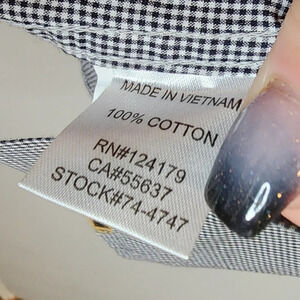 MADE IN VIETNAM
100% COTTON
RN#124179
CA#55637
STOCK#74-4747